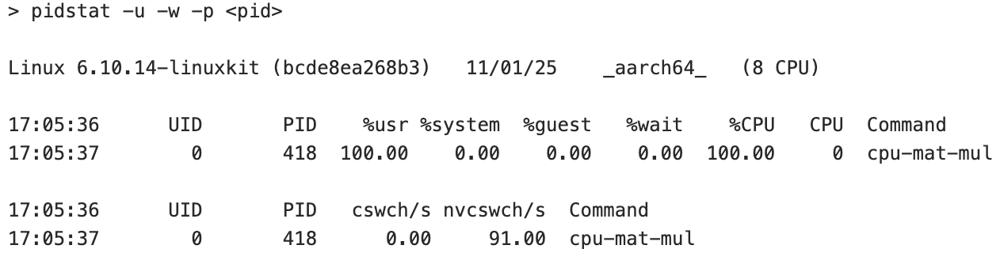 > pidstat -u -w -p <pid>
Linux 6.10.14-linuxkit (bcde8ea268b3) 11/01/25 _aarch64_ (8 CPU)
17:05:36 UID PID %usr %system %guest %wait %CPU CPU Command
17:05:37 0 418 100.00 0.00 0.00 0.00 100.00 0 cpu-mat-mul
17:05:36 UID PID cswch/s nvcswch/s Command
17:05:37 0 418 0.00 91.00 cpu-mat-mul